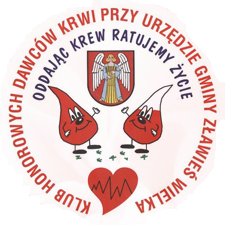 KLUB HONOROWYCH DAWCÓW KRWI PRZY URZĘDZIE GMINY ZŁAWIEŚ WIELKA
ODDAJĄC KREW RATUJEMY ŻYCIE